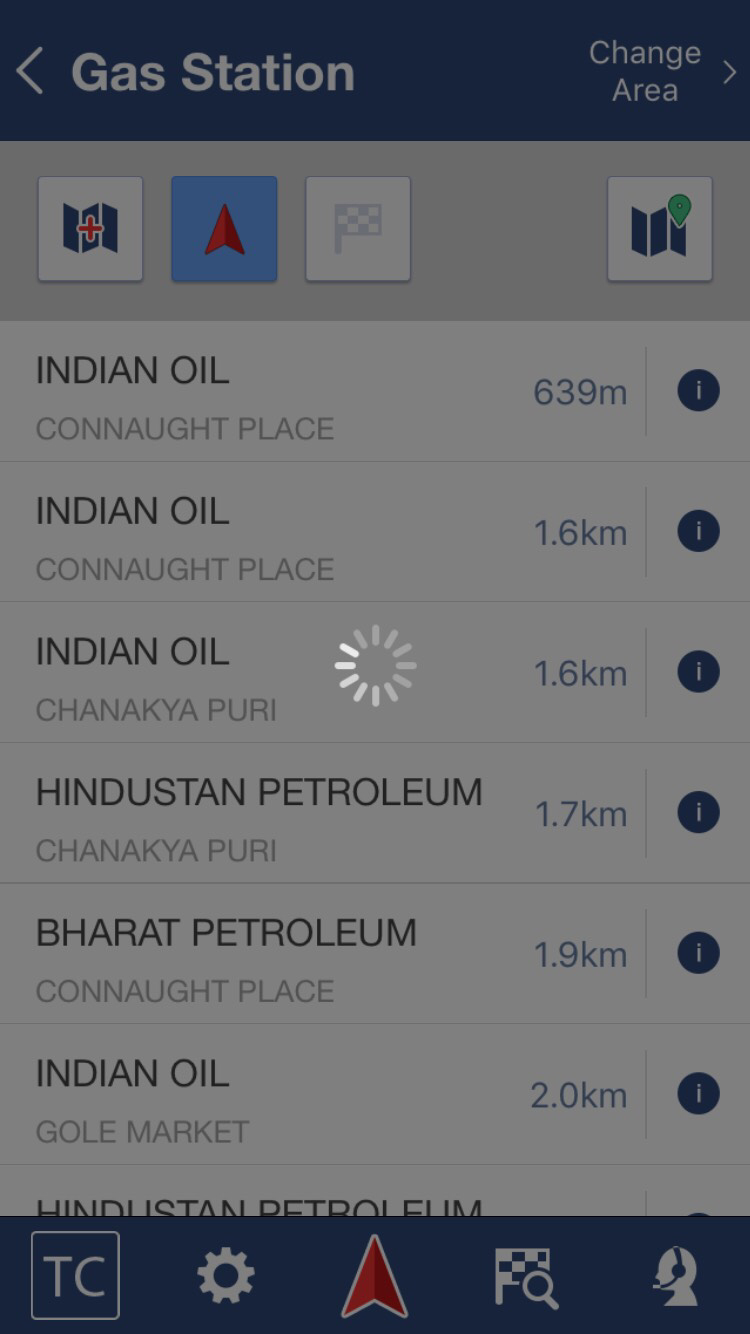 Gas Station
Change
Area
INDIAN OIL
CONNAUGHT PLACE
639m
i
INDIAN OIL
CONNAUGHT PLACE
1.6km
i
INDIAN OIL
CHANAKYA PURI
1.6km
i
HINDUSTAN PETROLEUM
CHANAKYA PURI
1.7km
i
BHARAT PETROLEUM
CONNAUGHT PLACE
1.9km
i
INDIAN OIL
GOLE MARKET
2.0km
i
HINDUSTAN PETROLEUM
TC